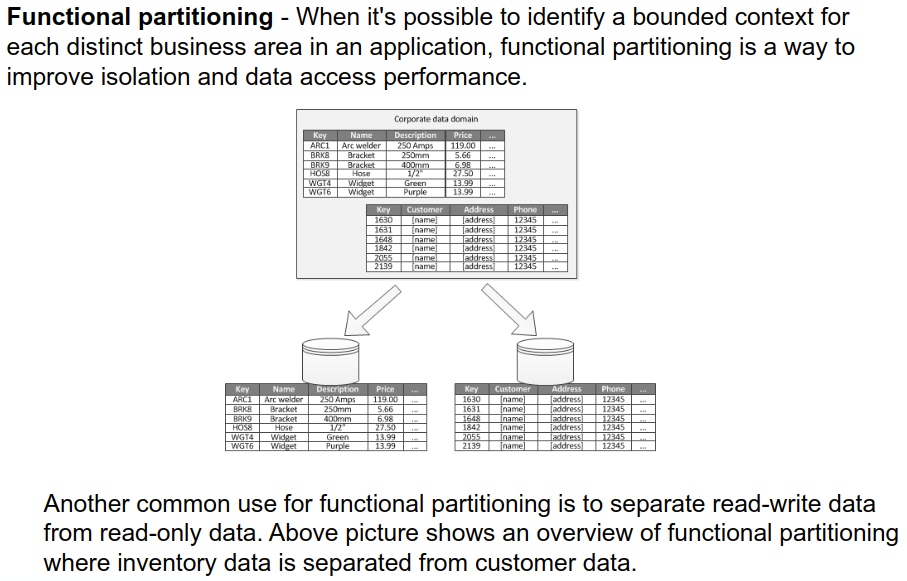 Functional partitioning - When it's possible to identify a bounded context for
each distinct business area in an application, functional partitioning is a way to
improve isolation and data access performance.
Corporate data domain
Key Name Description Price ...
ARC1 Arc welder 250 Amps 119.00 ...
BRK8 Bracket 250mm 5.66 ...
BRK9 Bracket 400mm 6.98 ...
HOS8 Hose 1/2" 27.50 ...
WGT4 Widget Green 13.99 ...
WGT6 Widget Purple 13.99 ...
Key Customer Address Phone ...
1630 [name] [address] 12345 ...
1631 [name] [address] 12345 ...
1648 [name] [address] 12345 ...
1842 [name] [address] 12345 ...
2055 [name] [address] 12345 ...
2139 [name] [address] 12345 ...
Key Name Description Price ...
ARC1 Arc welder 250 Amps 119.00 ...
BRK8 Bracket 250mm 5.66 ...
BRK9 Bracket 400mm 6.98 ...
HOS8 Hose 1/2" 27.50 ...
WGT4 Widget Green 13.99 ...
WGT6 Widget Purple 13.99 ...
Key Customer Address Phone ...
1630 [name] [address] 12345 ...
1631 [name] [address] 12345 ...
1648 [name] [address] 12345 ...
1842 [name] [address] 12345 ...
2055 [name] [address] 12345 ...
2139 [name] [address] 12345 ...
Another common use for functional partitioning is to separate read-write data
from read-only data. Above picture shows an overview of functional partitioning
where inventory data is separated from customer data.